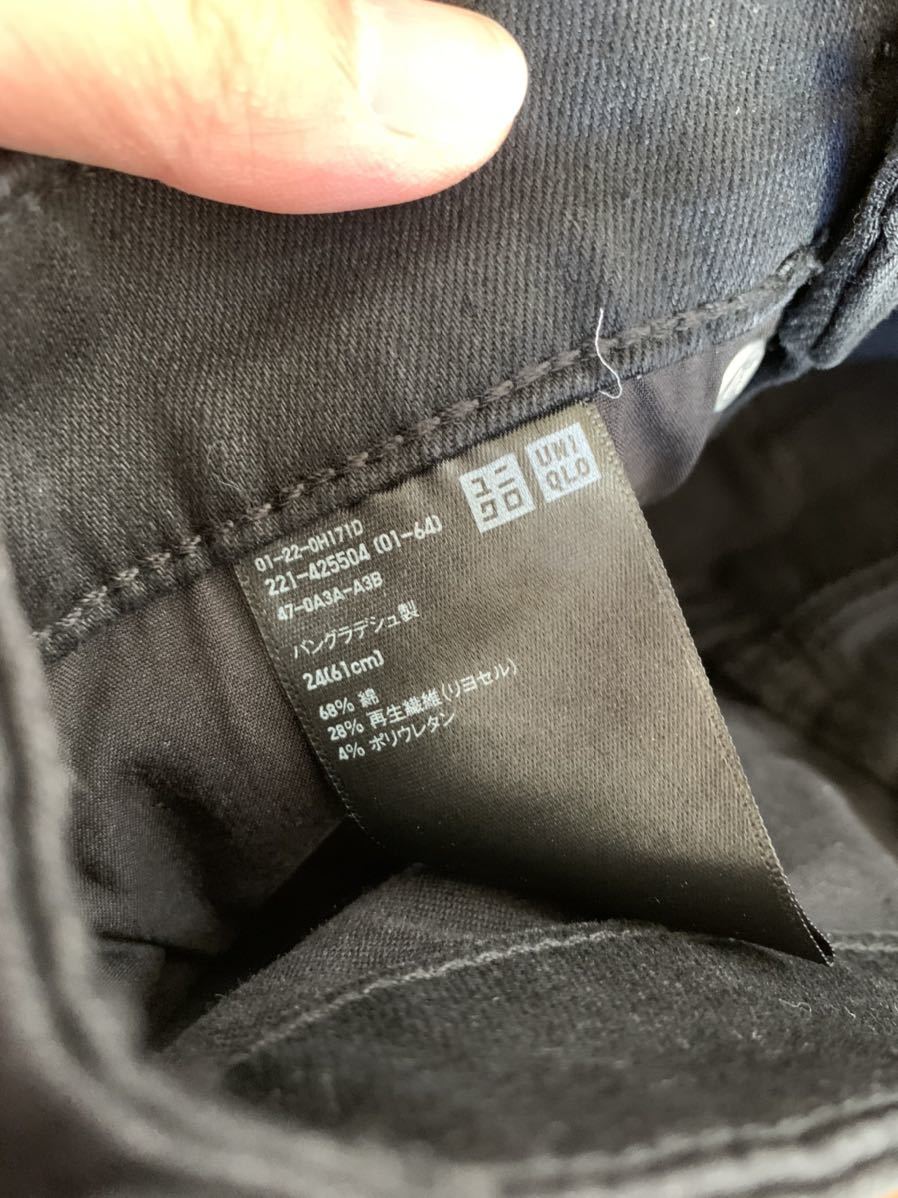 ユニ
クロ
UNI
QLO
01-22-0H171D
221-425504 (01-64)
47-0A3A-A3B
バングラデシュ製
24(61cm)
68% 綿
28% 再生繊維(リヨセル)
4% ポリウレタン